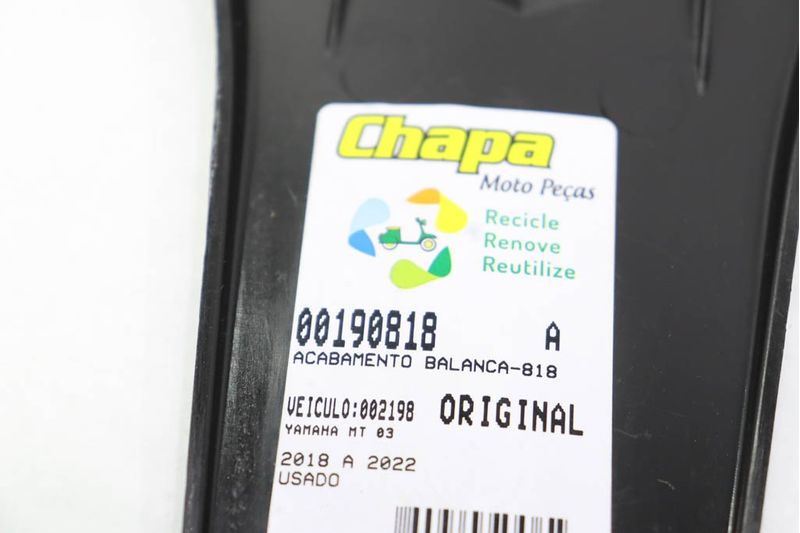 Chapa
Moto Peças
Recicle
Renove
Reutilize
00190818 A
ACABAMENTO BALANCA-818
VEICULO:002198 ORIGINAL
YAMAHA MT 03
2018 A 2022
USADO